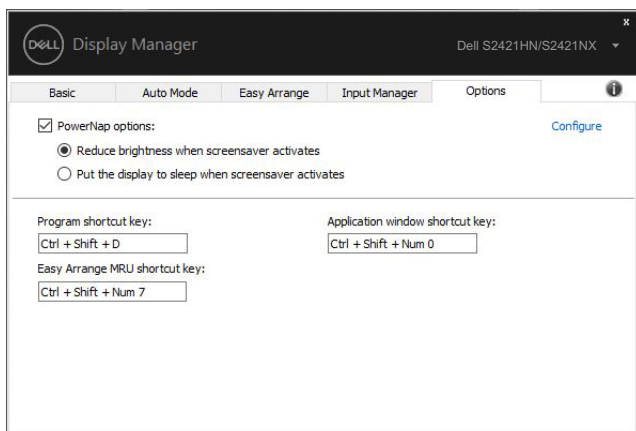 x
DELL Display Manager Dell S2421HN/S2421NX
Basic Auto Mode Easy Arrange Input Manager Options
PowerNap options: Configure
Reduce brightness when screensaver activates
Put the display to sleep when screensaver activates
Program shortcut key: Application window shortcut key:
Ctrl + Shift + D Ctrl + Shift + Num 0
Easy Arrange MRU shortcut key:
Ctrl + Shift + Num 7